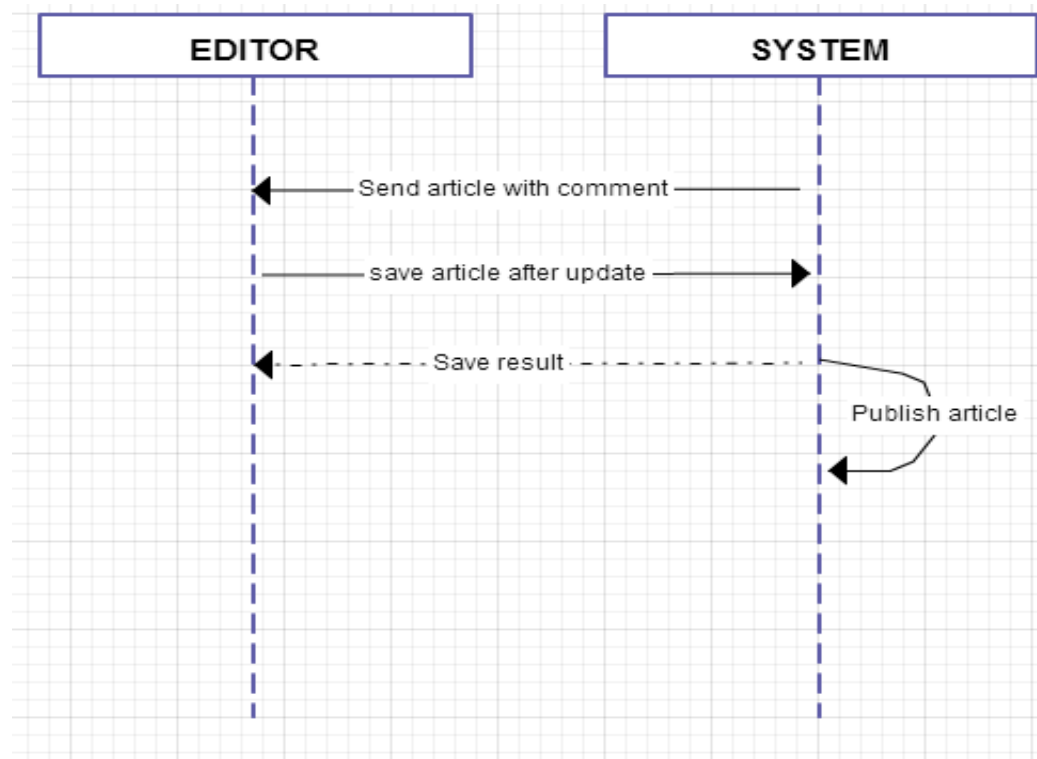 EDITOR
SYSTEM
Send article with comment
save article after update
Save result
Publish article